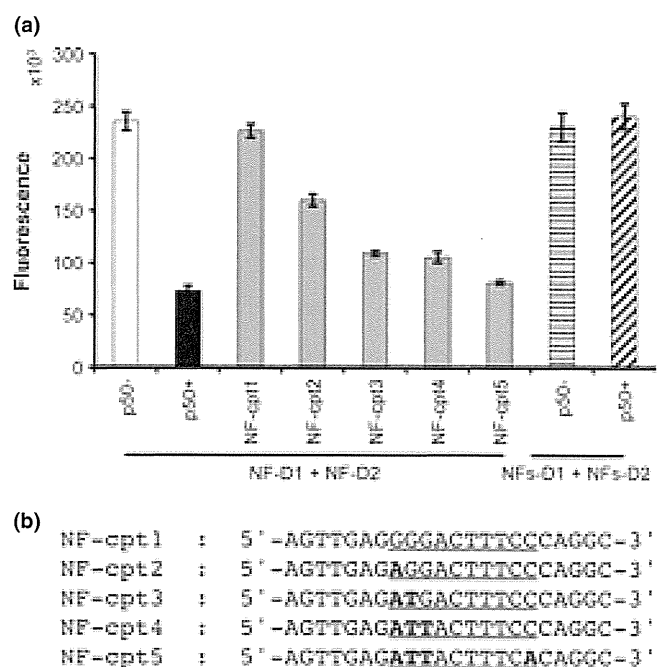 (a)
x10³
300
250
200
150
100
50
0
Fluorescence
p50-
p50+
NF-cpt1
NF-cpt2
NF-cpt3
NF-cpt4
NF-cpt5
p50-
p50+
NF-D1 + NF-D2
NFs-D1 + NFs-D2
(b)
NF-cpt1 : 5'-AGTTGAGGGGACTTTCCCAGGC-3'
NF-cpt2 : 5'-AGTTGAGAGGACTTTCCCAGGC-3'
NF-cpt3 : 5'-AGTTGAGATGACTTTCCCAGGC-3'
NF-cpt4 : 5'-AGTTGAGATTACTTTCCCAGGC-3'
NF-cpt5 : 5'-AGTTGAGATTACTTTCACAGGC-3'